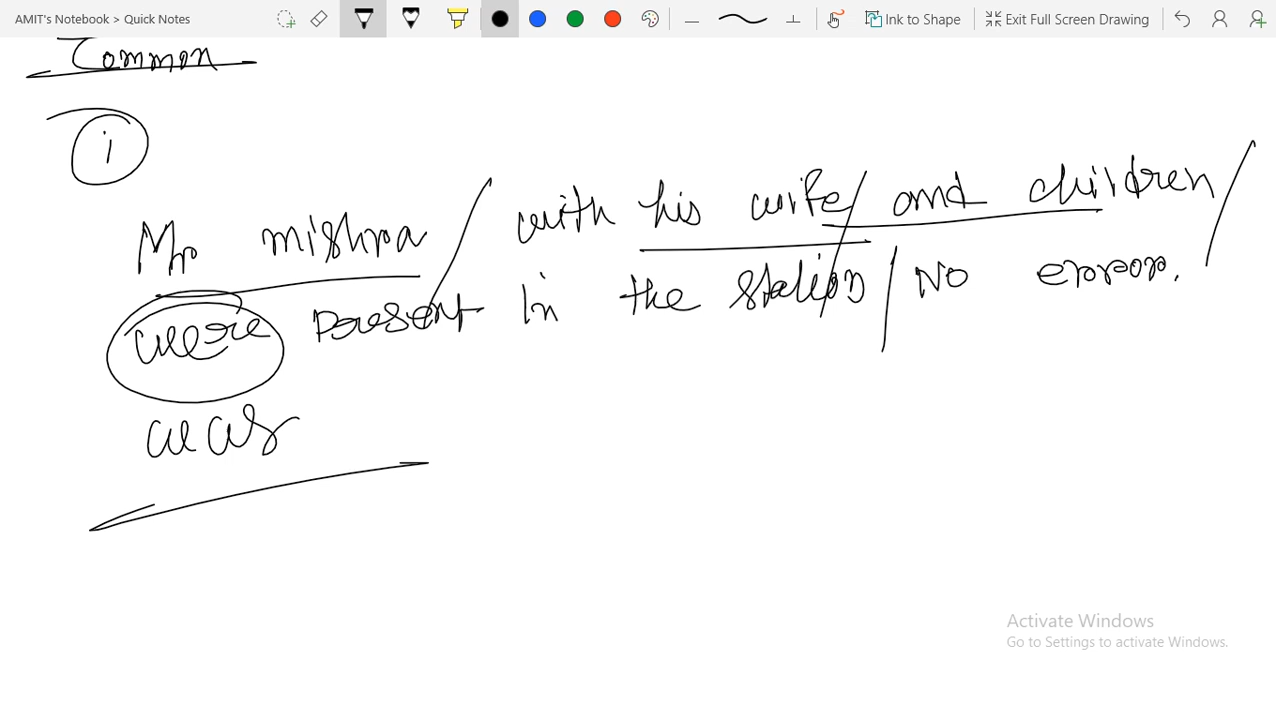 AMIT's Notebook > Quick Notes
Ink to Shape
Exit Full Screen Drawing
Common
i
Mr mishra / with his wife / and children /
were Present in the station / No error.
was
Activate Windows
Go to Settings to activate Windows.